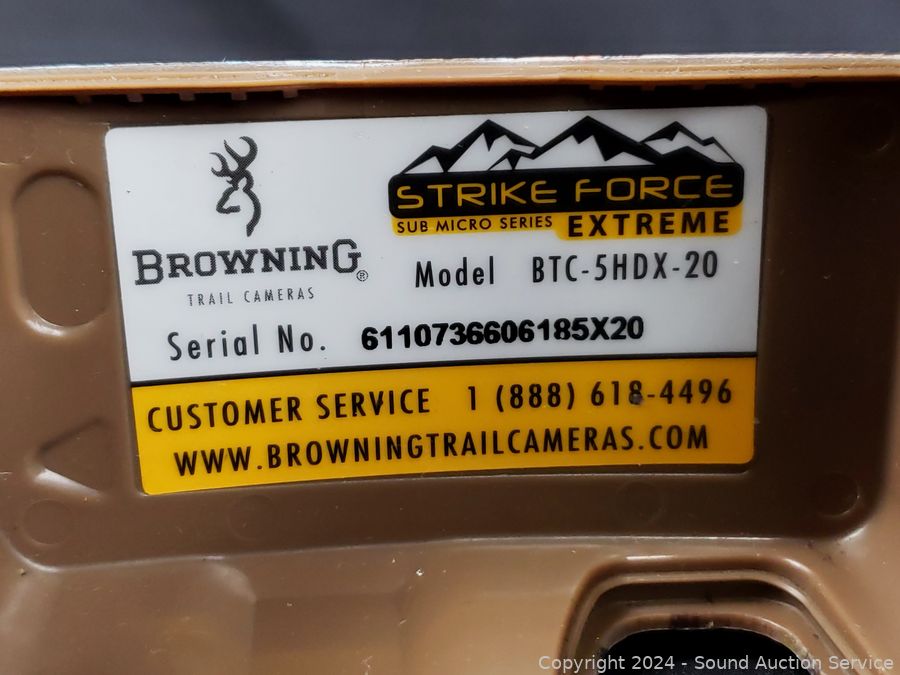 BROWNING®
TRAIL CAMERAS
STRIKE FORCE
SUB MICRO SERIES EXTREME
Model BTC-5HDX-20
Serial No. 6110736606185X20
CUSTOMER SERVICE 1 (888) 618-4496
WWW.BROWNINGTRAILCAMERAS.COM
Copyright 2024 - Sound Auction Service